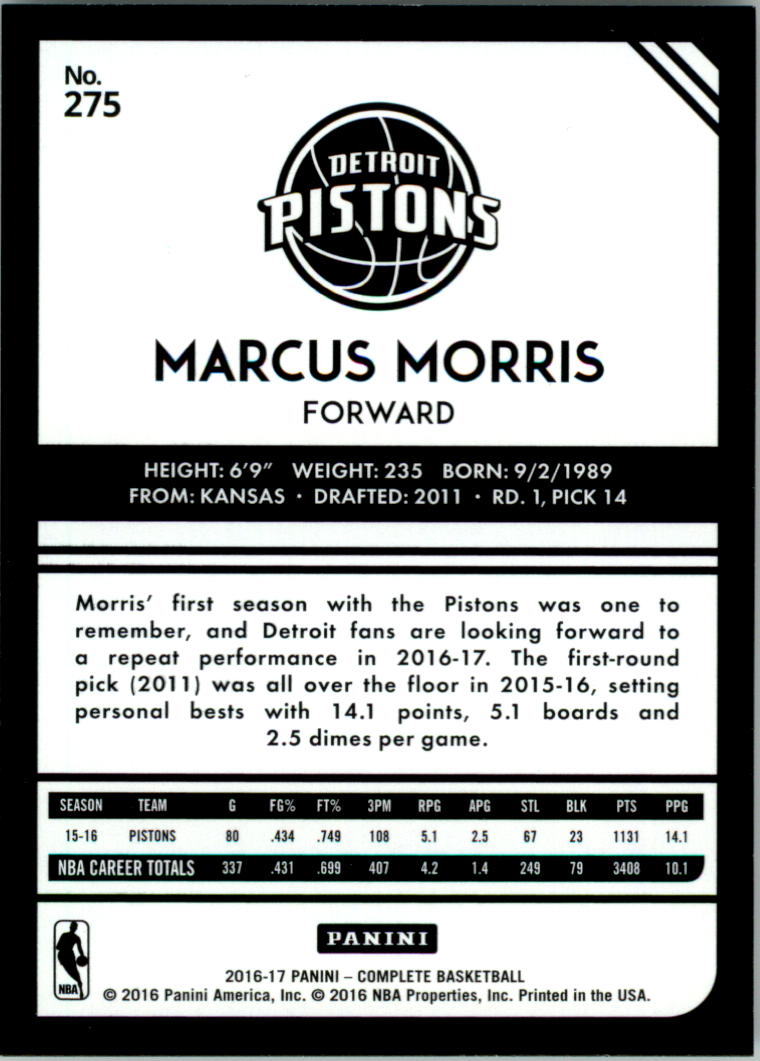 No.
275
DETROIT
PISTONS
MARCUS MORRIS
FORWARD
HEIGHT: 6'9" WEIGHT: 235 BORN: 9/2/1989
FROM: KANSAS • DRAFTED: 2011 • RD. 1, PICK 14
Morris' first season with the Pistons was one to
remember, and Detroit fans are looking forward to
a repeat performance in 2016-17. The first-round
pick (2011) was all over the floor in 2015-16, setting
personal bests with 14.1 points, 5.1 boards and
2.5 dimes per game.
SEASON TEAM G FG% FT% 3PM RPG APG STL BLK PTS PPG
15-16 PISTONS 80 .434 .749 108 5.1 2.5 67 23 1131 14.1
NBA CAREER TOTALS 337 .431 .699 407 4.2 1.4 249 79 3408 10.1
PANINI
NBA
2016-17 PANINI – COMPLETE BASKETBALL
© 2016 Panini America, Inc. © 2016 NBA Properties, Inc. Printed in the USA.